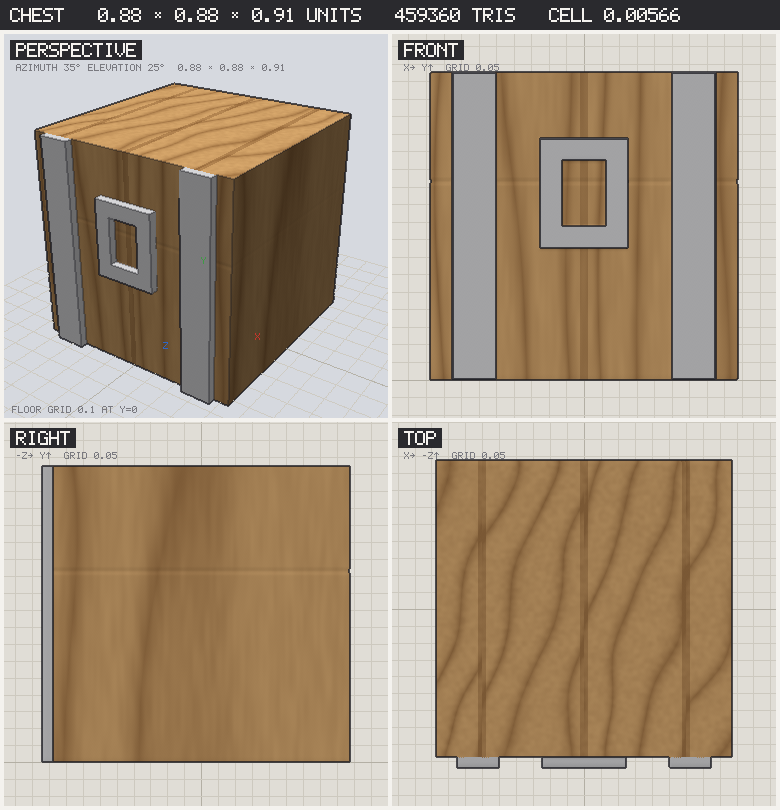 CHEST 0.88 × 0.88 × 0.91 UNITS 459360 TRIS CELL 0.00566
PERSPECTIVE
AZIMUTH 35° ELEVATION 25° 0.88 × 0.88 × 0.91
Z
X
FLOOR GRID 0.1 AT Y=0
FRONT
X→ Y↑ GRID 0.05
RIGHT
-Z→ Y↑ GRID 0.05
TOP
X→ -Z↑ GRID 0.05